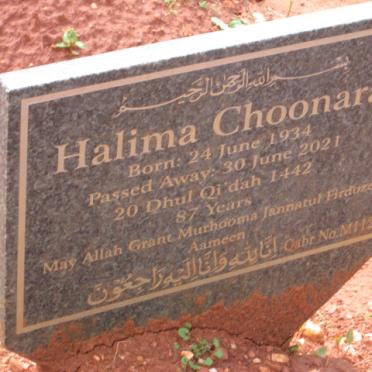 بسم الله الرحمن الرحيم
Halima Choonara
Born: 24 June 1934
Passed Away: 30 June 2021
20 Dhul Qi'dah 1442
87 Years
May Allah Grant Murhooma Jannatul Firdous
Aameen
إنا لله وإنا إليه راجعون
Qabr No.